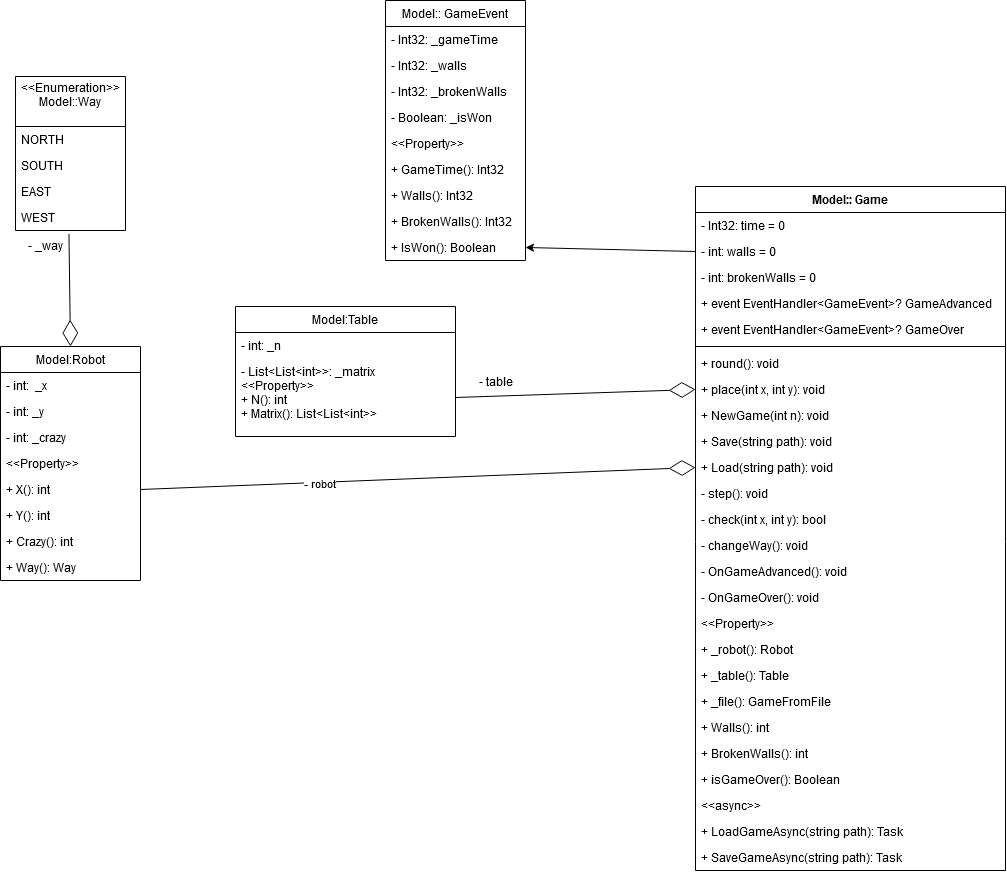 Model:: GameEvent
- Int32: _gameTime
- Int32: _walls
- Int32: _brokenWalls
- Boolean: _isWon
<<Property>>
+ GameTime(): Int32
+ Walls(): Int32
+ BrokenWalls(): Int32
+ IsWon(): Boolean
<<Enumeration>>
Model::Way
NORTH
SOUTH
EAST
WEST
- _way
Model:Robot
- int: _x
- int: _y
- int: _crazy
<<Property>>
+ X(): int
+ Y(): int
+ Crazy(): int
+ Way(): Way
Model:Table
- int: _n
- List<List<int>>: _matrix
<<Property>>
+ N(): int
+ Matrix(): List<List<int>>
- table
- robot
Model:: Game
- Int32: time = 0
- int: walls = 0
- int: brokenWalls = 0
+ event EventHandler<GameEvent>? GameAdvanced
+ event EventHandler<GameEvent>? GameOver
+ round(): void
+ place(int x, int y): void
+ NewGame(int n): void
+ Save(string path): void
+ Load(string path): void
- step(): void
- check(int x, int y): bool
- changeWay(): void
- OnGameAdvanced(): void
- OnGameOver(): void
<<Property>>
+ _robot(): Robot
+ _table(): Table
+ _file(): GameFromFile
+ Walls(): int
+ BrokenWalls(): int
+ isGameOver(): Boolean
<<async>>
+ LoadGameAsync(string path): Task
+ SaveGameAsync(string path): Task